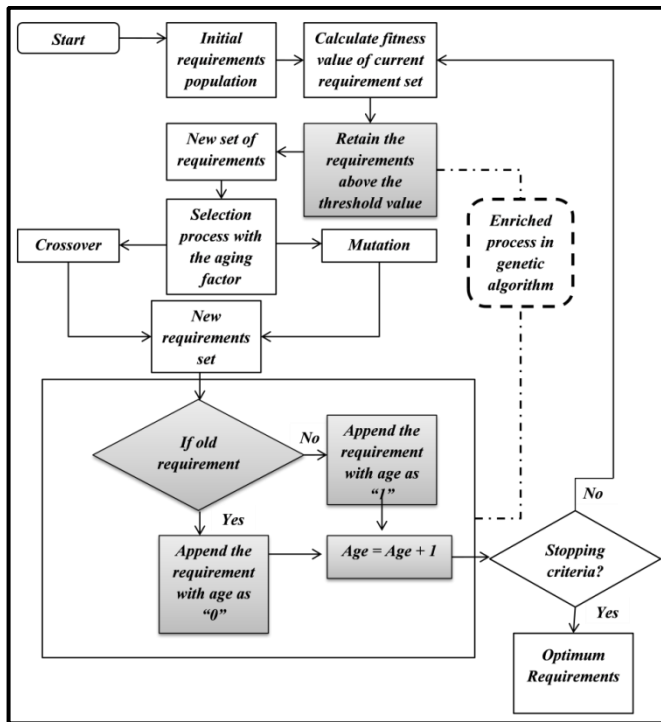 Start
Initial
requirements
population
Calculate fitness
value of current
requirement set
New set of
requirements
Retain the
requirements
above the
threshold value
Crossover
Selection
process with
the aging
factor
Mutation
Enriched
process in
genetic
algorithm
New
requirements
set
If old
requirement
No
Append the
requirement
with age as
“1”
Yes
Append the
requirement
with age as
“0”
Age = Age + 1
No
Stopping
criteria?
Yes
Optimum
Requirements